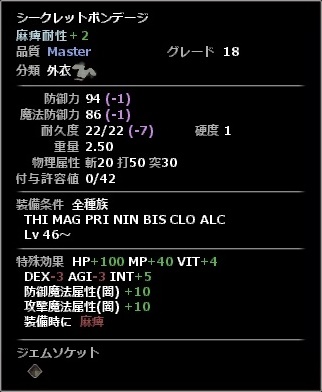 シークレットボンデージ
麻痺耐性+2
品質 Master グレード 18
分類 外衣
防御力 94 (-1)
魔法防御力 86 (-1)
耐久度 22/22 (-7) 硬度 1
重量 2.50
物理属性 斬20 打50 突30
付与許容値 0/42
装備条件 全種族
THI MAG PRI NIN BIS CLO ALC
Lv 46～
特殊効果 HP+100 MP+40 VIT+4
DEX-3 AGI-3 INT+5
防御魔法属性(闇) +10
攻撃魔法属性(闇) +10
装備時に 麻痺
ジェムソケット